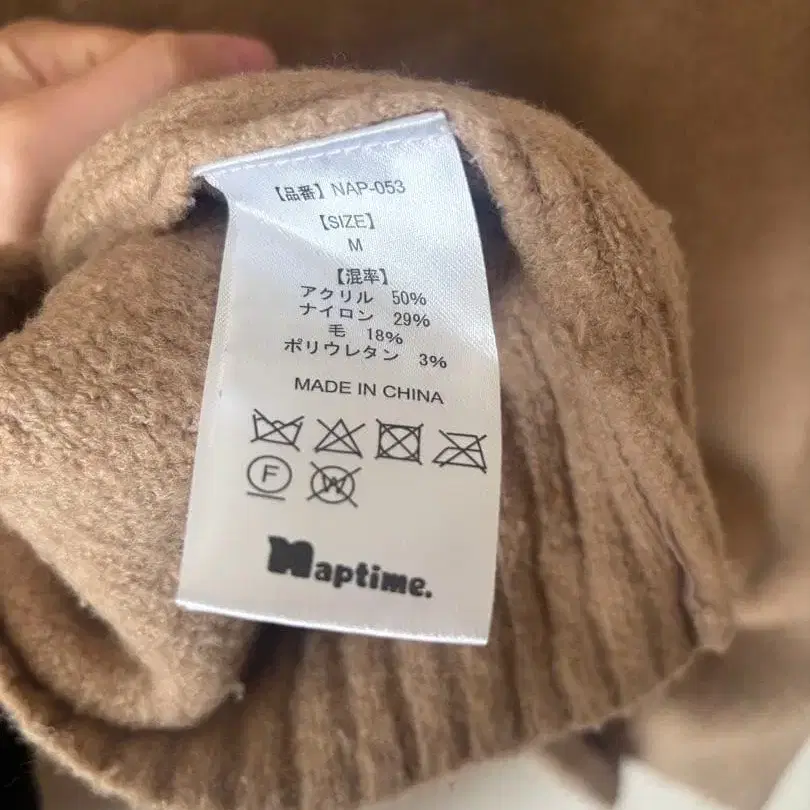 【品番】NAP-053
【SIZE】
M
【混率】
アクリル 50%
ナイロン 29%
毛 18%
ポリウレタン 3%
MADE IN CHINA
F W
Naptime.